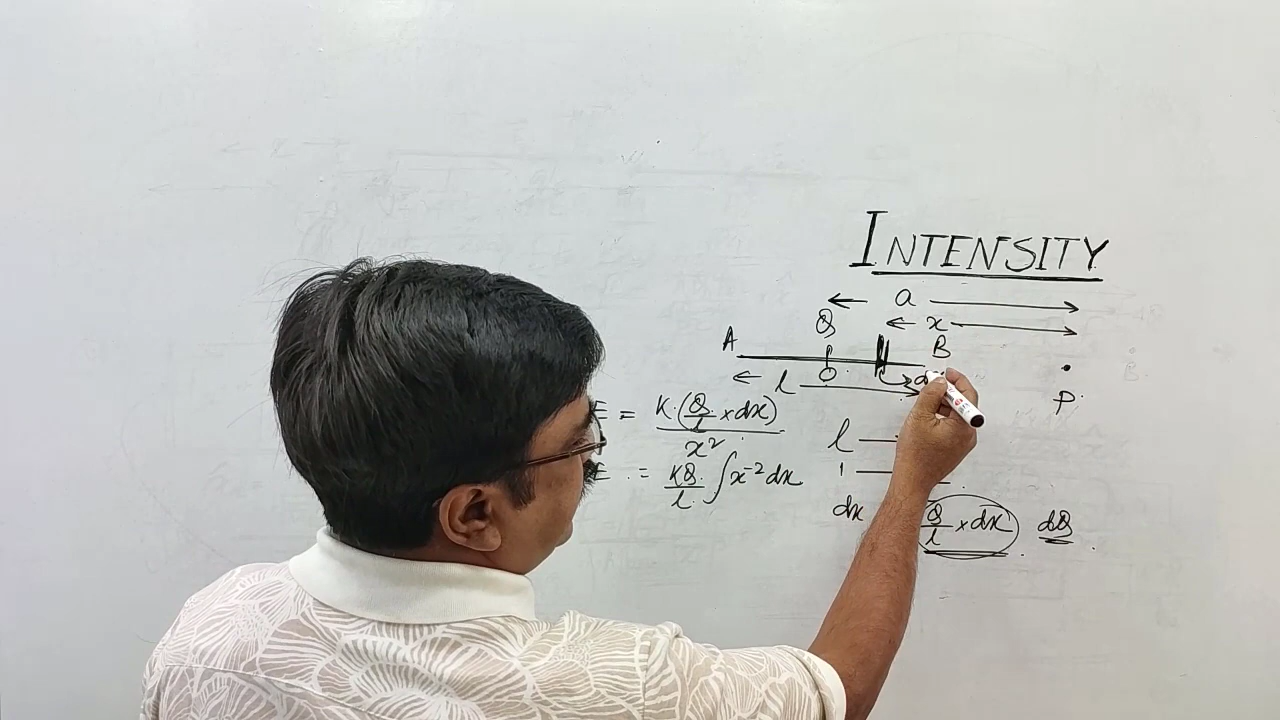 INTENSITY
a
Q x
A B
O
l
P
E = K.(Q/l × dx) / x²
E = KQ/l ∫ x⁻² dx
l
1
dx Q/l × dx dQ